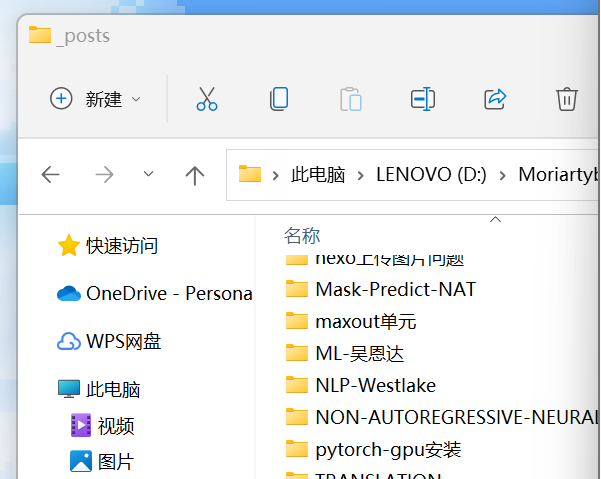 _posts
新建
此电脑 LENOVO (D:) Moriartyb
名称
快速访问
OneDrive - Persona
WPS网盘
此电脑
视频
图片
hexo上传图片问题
Mask-Predict-NAT
maxout单元
ML-吴恩达
NLP-Westlake
NON-AUTOREGRESSIVE-NEURAL
pytorch-gpu安装
TRANSLATION